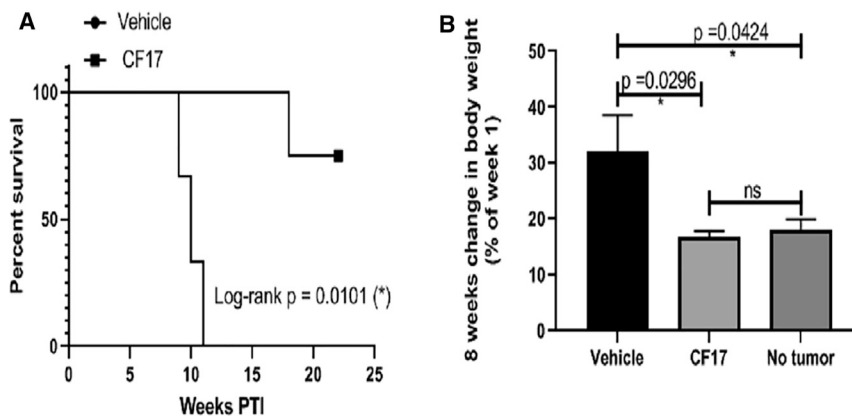 A
Vehicle
CF17
Percent survival
100
50
0
Log-rank p = 0.0101 (*)
0 5 10 15 20 25
Weeks PTI
B
8 weeks change in body weight
(% of week 1)
50
40
30
20
10
0
p =0.0424
*
p =0.0296
*
ns
Vehicle CF17 No tumor